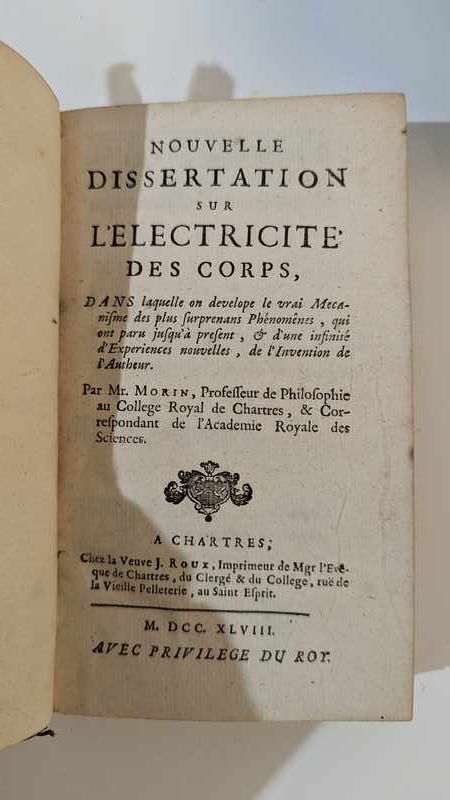 NOUVELLE
DISSERTATION
SUR
L'ELECTRICITE'
DES CORPS,
DANS laquelle on develope le vrai Meca-
niſme des plus ſurprenans Phénomênes, qui
ont paru juſqu'à preſent, & d'une infinité
d'Experiences nouvelles, de l'Invention de
l'Autheur.
Par Mr. MORIN, Profeſſeur de Philoſophie
au College Royal de Chartres, & Cor-
reſpondant de l'Academie Royale des
Sciences.
A CHARTRES;
Chez la Veuve J. ROUX, Imprimeur de Mgr l'Evê-
que de Chartres, du Clergé & du College, ruë de
la Vieille Pelleterie, au Saint Eſprit.
M. DCC. XLVIII.
AVEC PRIVILEGE DU ROY.